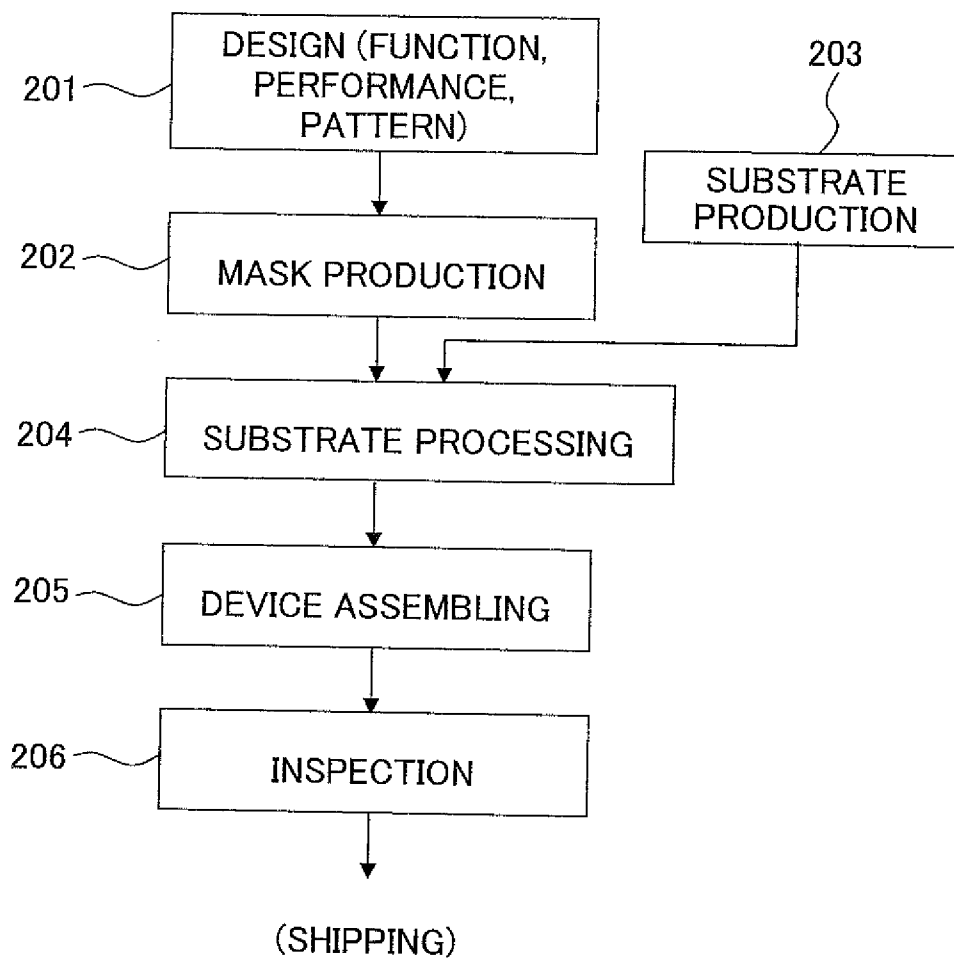 DESIGN (FUNCTION,
PERFORMANCE,
PATTERN)
201
203
SUBSTRATE
PRODUCTION
202
MASK PRODUCTION
204
SUBSTRATE PROCESSING
205
DEVICE ASSEMBLING
206
INSPECTION
(SHIPPING)